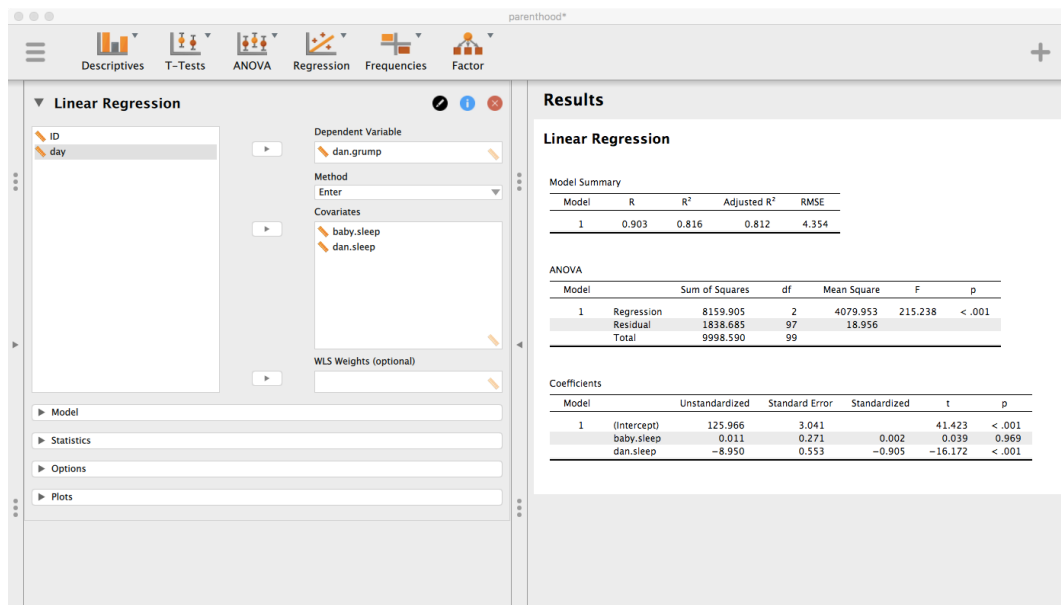 parenthood*
Descriptives T-Tests ANOVA Regression Frequencies Factor
Linear Regression
ID
day
Dependent Variable
dan.grump
Method
Enter
Covariates
baby.sleep
dan.sleep
WLS Weights (optional)
Model
Statistics
Options
Plots
Results
Linear Regression
Model Summary
Model R R² Adjusted R² RMSE
1 0.903 0.816 0.812 4.354
ANOVA
Model Sum of Squares df Mean Square F p
1 Regression 8159.905 2 4079.953 215.238 < .001
Residual 1838.685 97 18.956
Total 9998.590 99
Coefficients
Model Unstandardized Standard Error Standardized t p
1 (Intercept) 125.966 3.041 41.423 < .001
baby.sleep 0.011 0.271 0.002 0.039 0.969
dan.sleep −8.950 0.553 −0.905 −16.172 < .001